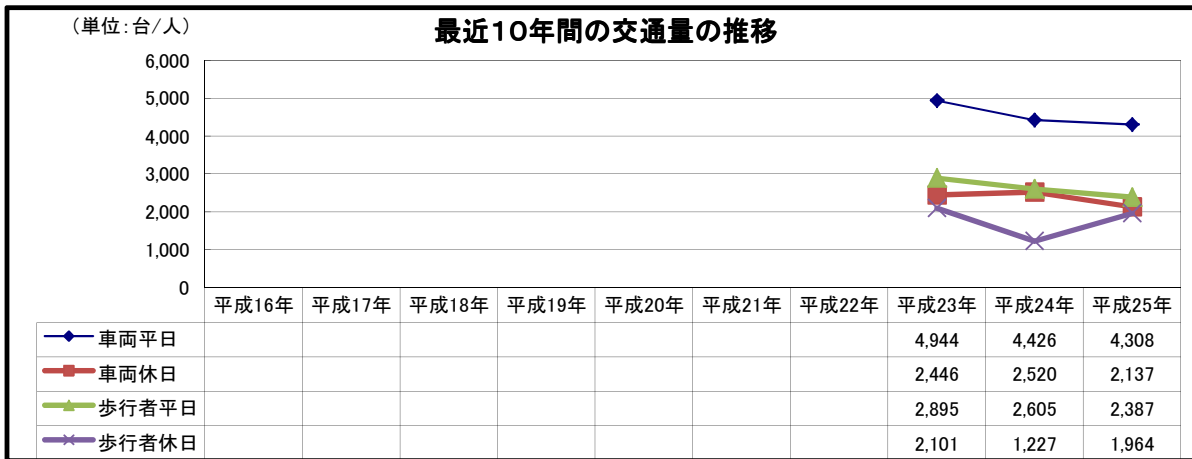 （単位：台/人）
最近１０年間の交通量の推移
6,000
5,000
4,000
3,000
2,000
1,000
0
平成16年 平成17年 平成18年 平成19年 平成20年 平成21年 平成22年 平成23年 平成24年 平成25年
車両平日 4,944 4,426 4,308
車両休日 2,446 2,520 2,137
歩行者平日 2,895 2,605 2,387
歩行者休日 2,101 1,227 1,964